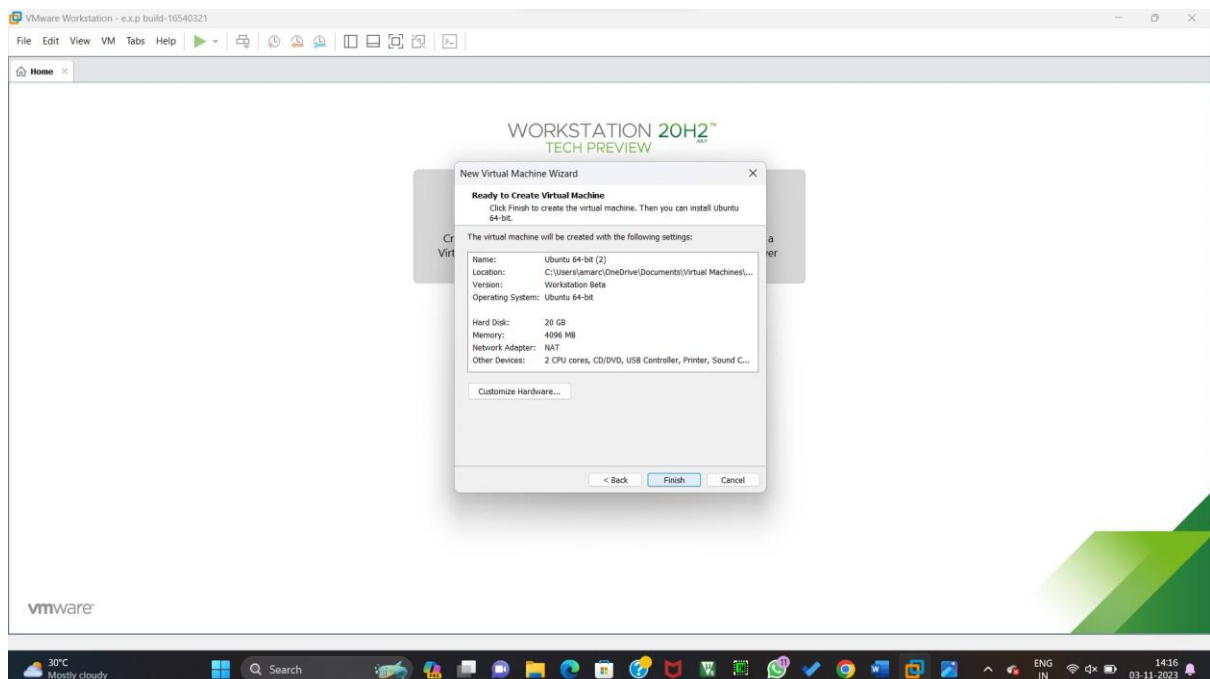 VMware Workstation - e.x.p build-16540321
File Edit View VM Tabs Help
Home
WORKSTATION 20H2™
JULY
TECH PREVIEW
New Virtual Machine Wizard
Ready to Create Virtual Machine
Click Finish to create the virtual machine. Then you can install Ubuntu
64-bit.
The virtual machine will be created with the following settings:
Name: Ubuntu 64-bit (2)
Location: C:\Users\amarc\OneDrive\Documents\Virtual Machines\...
Version: Workstation Beta
Operating System: Ubuntu 64-bit
Hard Disk: 20 GB
Memory: 4096 MB
Network Adapter: NAT
Other Devices: 2 CPU cores, CD/DVD, USB Controller, Printer, Sound C...
Customize Hardware...
< Back Finish Cancel
Cr a
Virt er
vmware
30°C
Mostly cloudy
Search
11
ENG
IN
14:16
03-11-2023